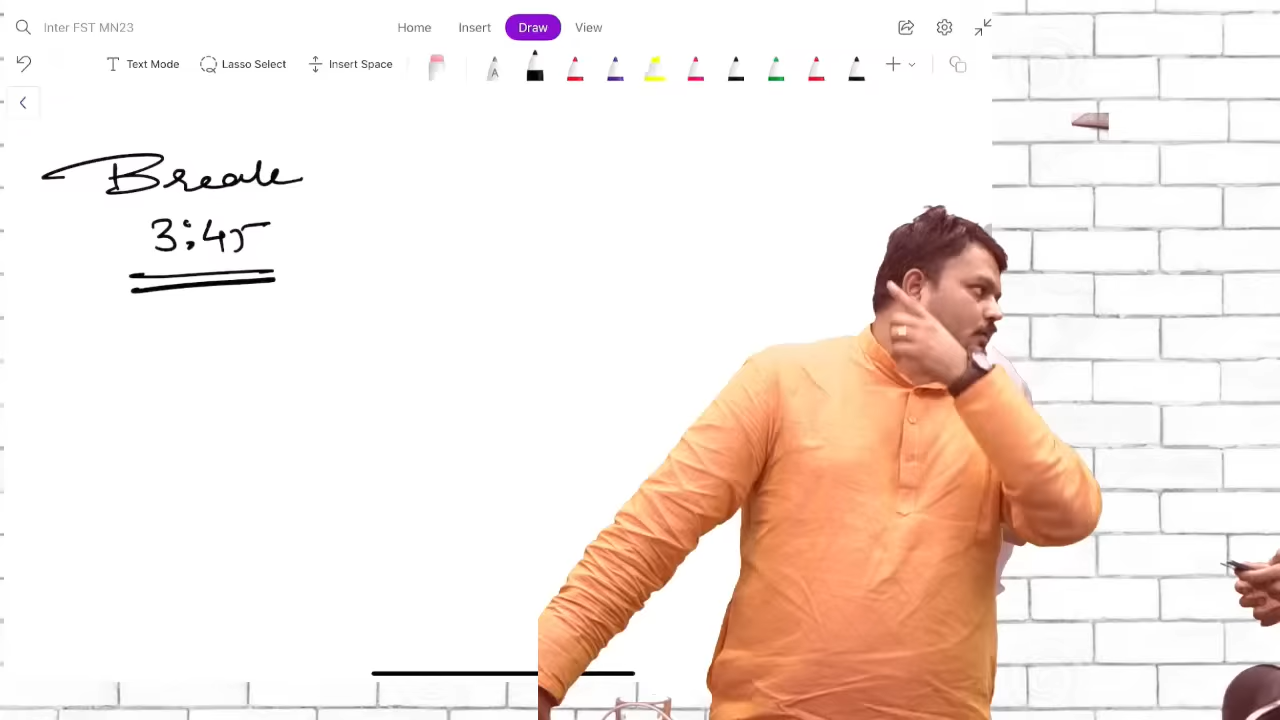 Inter FST MN23
Home Insert Draw View
Text Mode Lasso Select Insert Space
A
Break
3:45